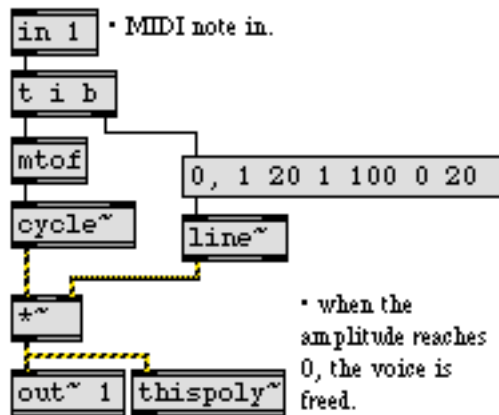 in 1
• MIDI note in.
t i b
mtof
0, 1 20 1 100 0 20
cycle~
line~
*~
• when the
amplitude reaches
0, the voice is
freed.
out~ 1
thispoly~